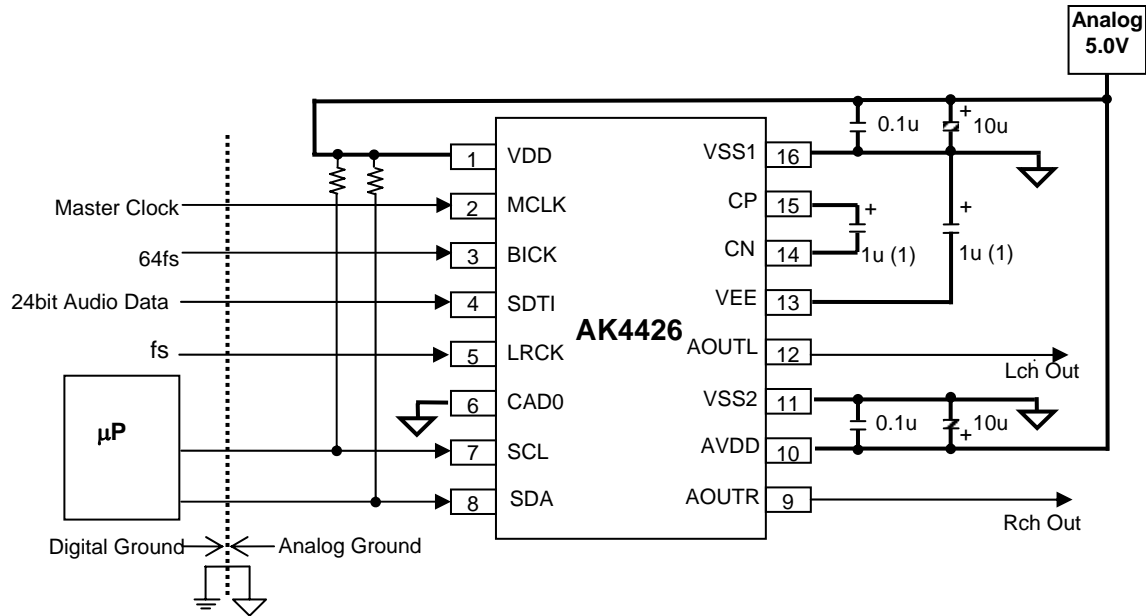 Analog
5.0V
+
0.1u
10u
1
VDD
VSS1
16
Master Clock
2
MCLK
CP
15
+
+
64fs
3
BICK
CN
14
1u (1)
1u (1)
24bit Audio Data
4
SDTI
VEE
13
AK4426
fs
5
LRCK
AOUTL
12
Lch Out
6
CAD0
VSS2
11
μP
0.1u
10u
+
7
SCL
AVDD
10
8
SDA
AOUTR
9
Rch Out
Digital Ground
Analog Ground